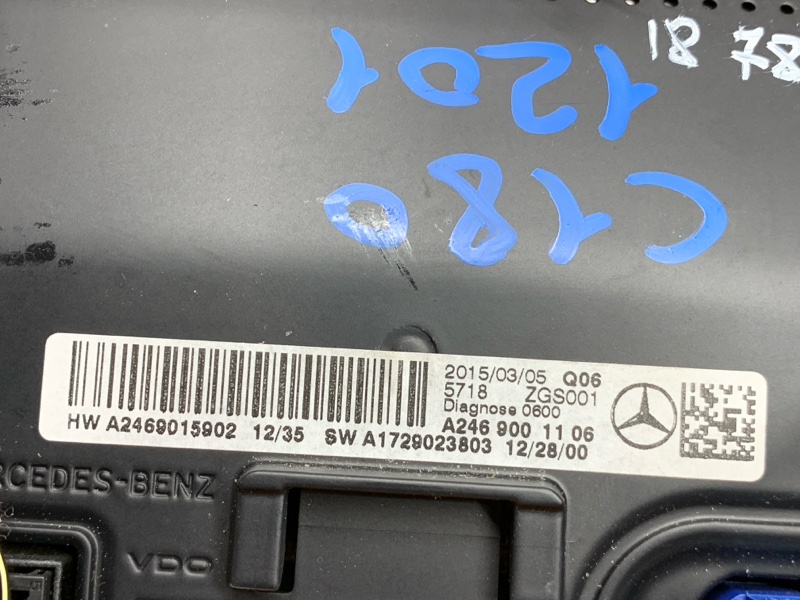 18 78
C180
1201
2015/03/05 Q06
5718 ZGS001
Diagnose 0600
A246 900 11 06
HW A2469015902 12/35 SW A1729023803 12/28/00
RCEDES-BENZ
VDO